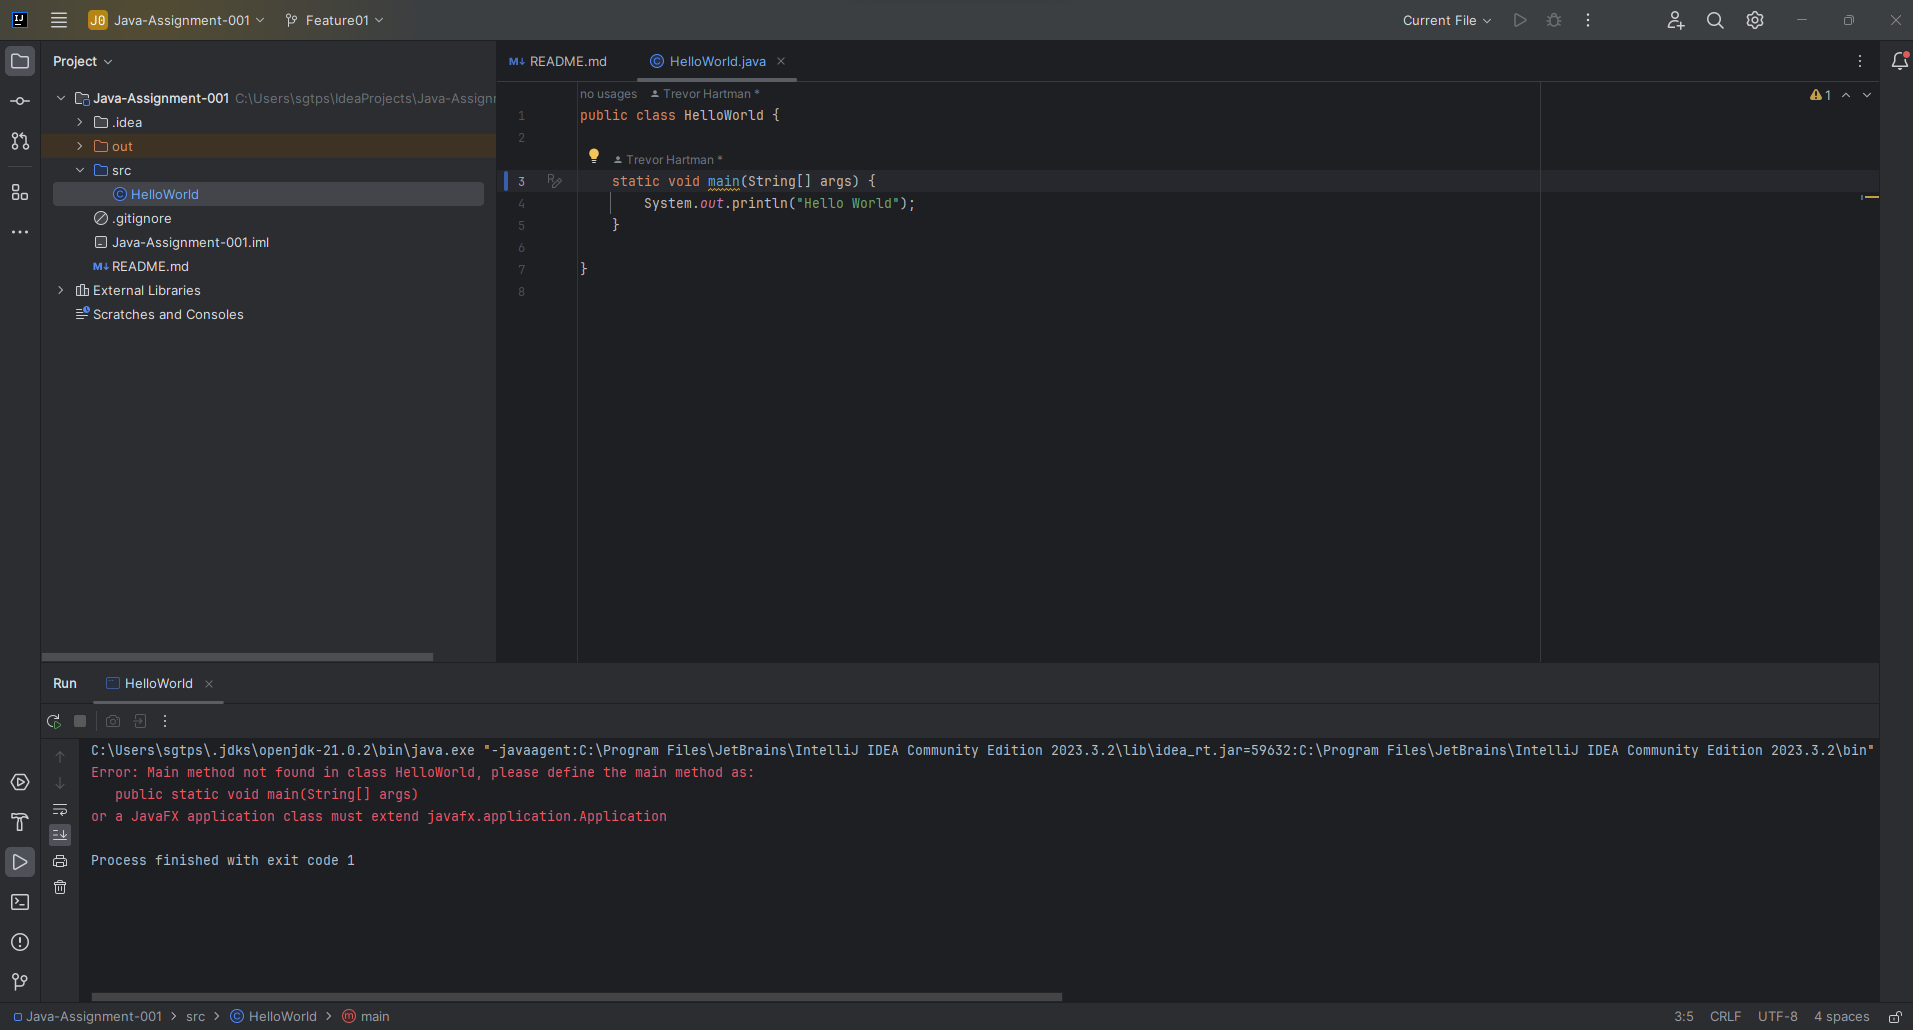 Java-Assignment-001
Feature01
Current File
Project
README.md
HelloWorld.java
Java-Assignment-001 C:\Users\sgtps\IdeaProjects\Java-Assignn
.idea
out
src
HelloWorld
.gitignore
Java-Assignment-001.iml
README.md
External Libraries
Scratches and Consoles
no usages Trevor Hartman *
1 public class HelloWorld {
2
Trevor Hartman *
3 static void main(String[] args) {
4 System.out.println("Hello World");
5 }
6
7 }
8
1
Run HelloWorld
C:\Users\sgtps\.jdks\openjdk-21.0.2\bin\java.exe "-javaagent:C:\Program Files\JetBrains\IntelliJ IDEA Community Edition 2023.3.2\lib\idea_rt.jar=59632:C:\Program Files\JetBrains\IntelliJ IDEA Community Edition 2023.3.2\bin"
Error: Main method not found in class HelloWorld, please define the main method as:
public static void main(String[] args)
or a JavaFX application class must extend javafx.application.Application
Process finished with exit code 1
Java-Assignment-001 > src > HelloWorld > main
3:5 CRLF UTF-8 4 spaces